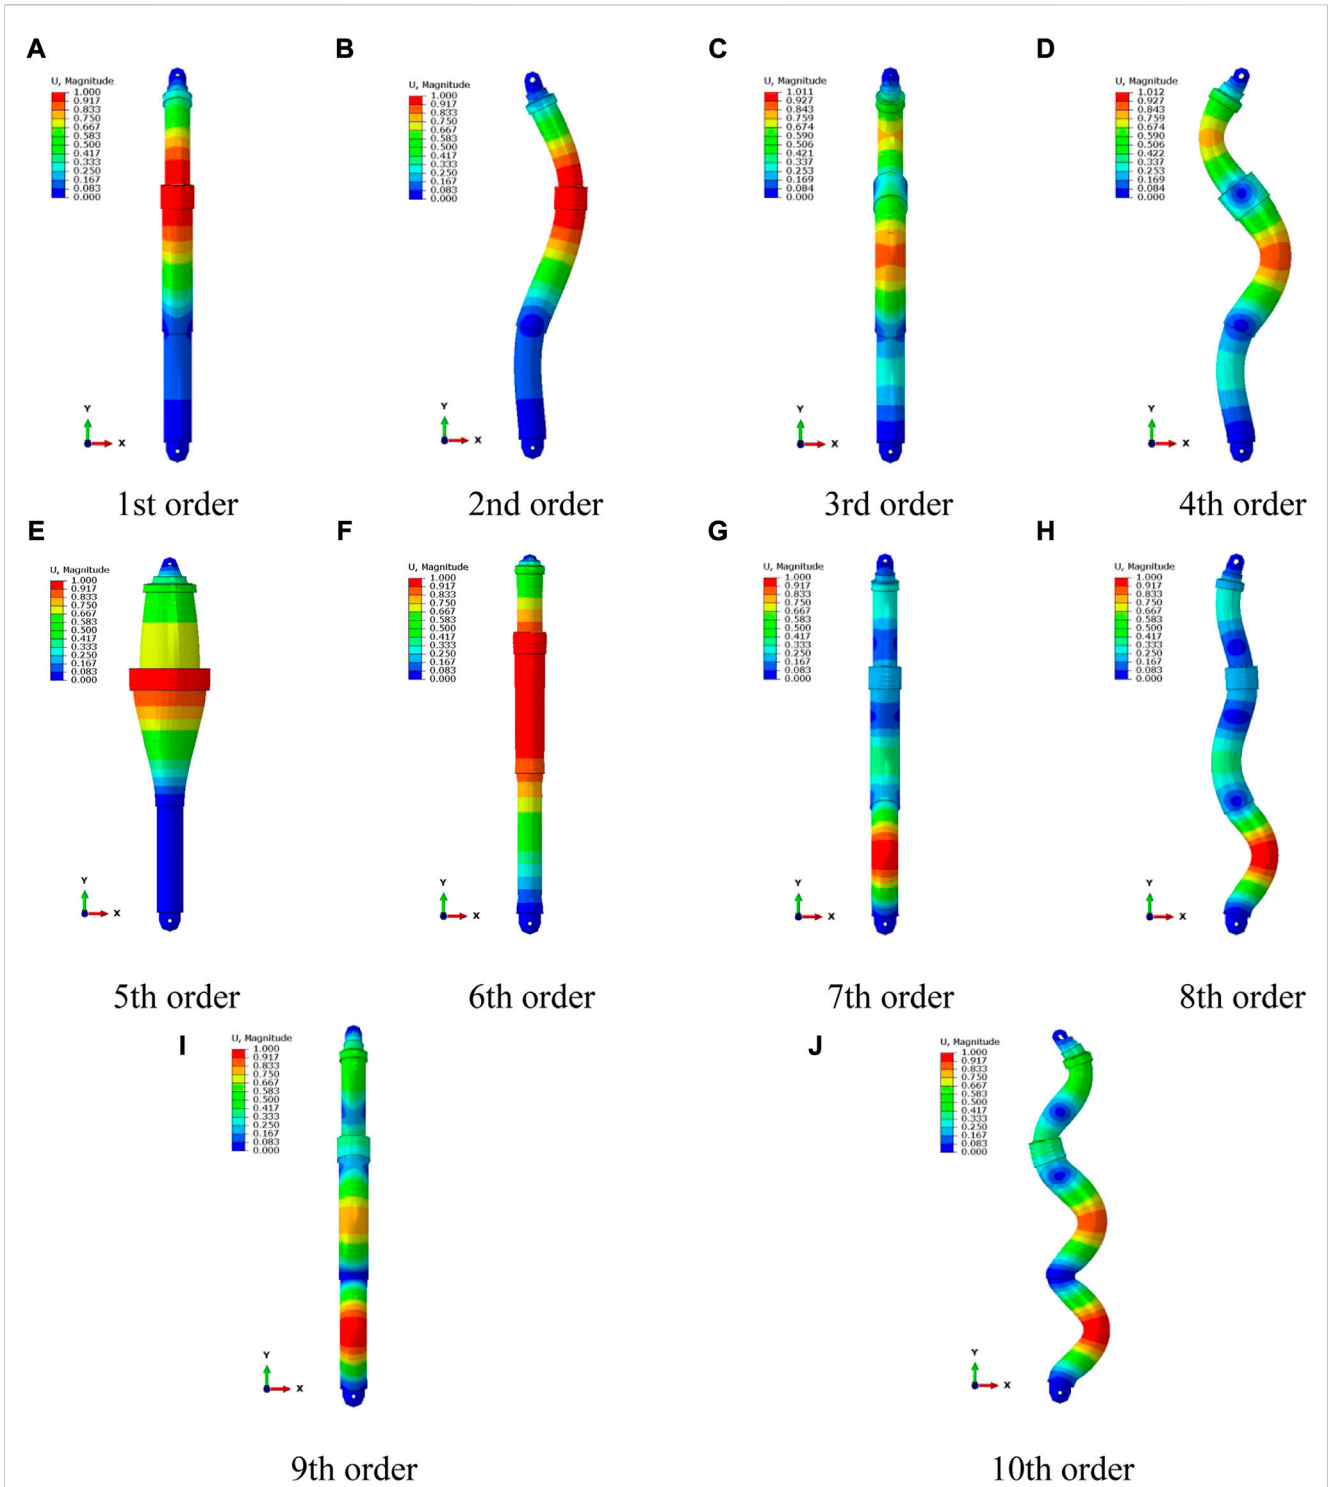 A
U, Magnitude
1.000
0.917
0.833
0.750
0.667
0.583
0.500
0.417
0.333
0.250
0.167
0.083
0.000
Y
X
1st order
B
U, Magnitude
1.000
0.917
0.833
0.750
0.667
0.583
0.500
0.417
0.333
0.250
0.167
0.083
0.000
Y
X
2nd order
C
U, Magnitude
1.011
0.927
0.843
0.759
0.674
0.590
0.506
0.421
0.337
0.253
0.169
0.084
0.000
Y
X
3rd order
D
U, Magnitude
1.012
0.927
0.843
0.759
0.674
0.590
0.506
0.422
0.337
0.253
0.169
0.084
0.000
Y
X
4th order
E
U, Magnitude
1.000
0.917
0.833
0.750
0.667
0.583
0.500
0.417
0.333
0.250
0.167
0.083
0.000
Y
X
5th order
F
U, Magnitude
1.000
0.917
0.833
0.750
0.667
0.583
0.500
0.417
0.333
0.250
0.167
0.083
0.000
Y
X
6th order
G
U, Magnitude
1.000
0.917
0.833
0.750
0.667
0.583
0.500
0.417
0.333
0.250
0.167
0.083
0.000
Y
X
7th order
H
U, Magnitude
1.000
0.917
0.833
0.750
0.667
0.583
0.500
0.417
0.333
0.250
0.167
0.083
0.000
Y
X
8th order
I
U, Magnitude
1.000
0.917
0.833
0.750
0.667
0.583
0.500
0.417
0.333
0.250
0.167
0.083
0.000
Y
X
9th order
J
U, Magnitude
1.000
0.917
0.833
0.750
0.667
0.583
0.500
0.417
0.333
0.250
0.167
0.083
0.000
Y
X
10th order